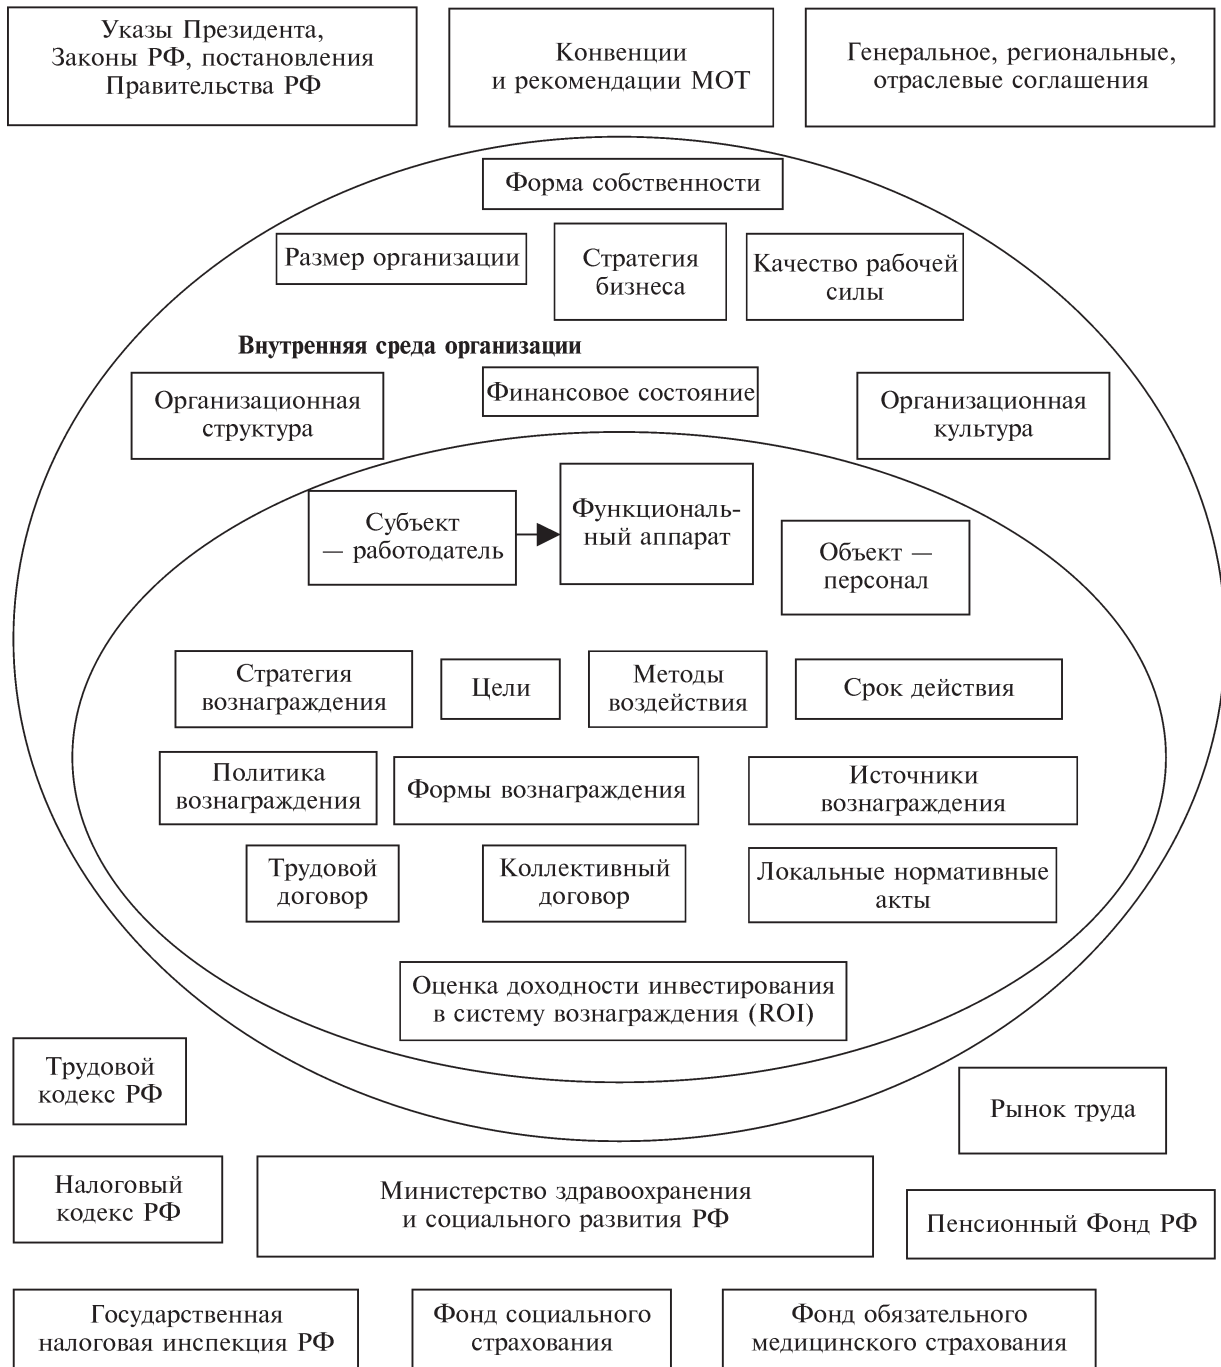 Указы Президента,
Законы РФ, постановления
Правительства РФ
Конвенции
и рекомендации МОТ
Генеральное, региональные,
отраслевые соглашения
Форма собственности
Размер организации
Стратегия
бизнеса
Качество рабочей
силы
Внутренняя среда организации
Организационная
структура
Финансовое состояние
Организационная
культура
Субъект
— работодатель
Функциональ-
ный аппарат
Объект —
персонал
Стратегия
вознаграждения
Цели
Методы
воздействия
Срок действия
Политика
вознаграждения
Формы вознаграждения
Источники
вознаграждения
Трудовой
договор
Коллективный
договор
Локальные нормативные
акты
Оценка доходности инвестирования
в систему вознаграждения (ROI)
Трудовой
кодекс РФ
Рынок труда
Налоговый
кодекс РФ
Министерство здравоохранения
и социального развития РФ
Пенсионный Фонд РФ
Государственная
налоговая инспекция РФ
Фонд социального
страхования
Фонд обязательного
медицинского страхования